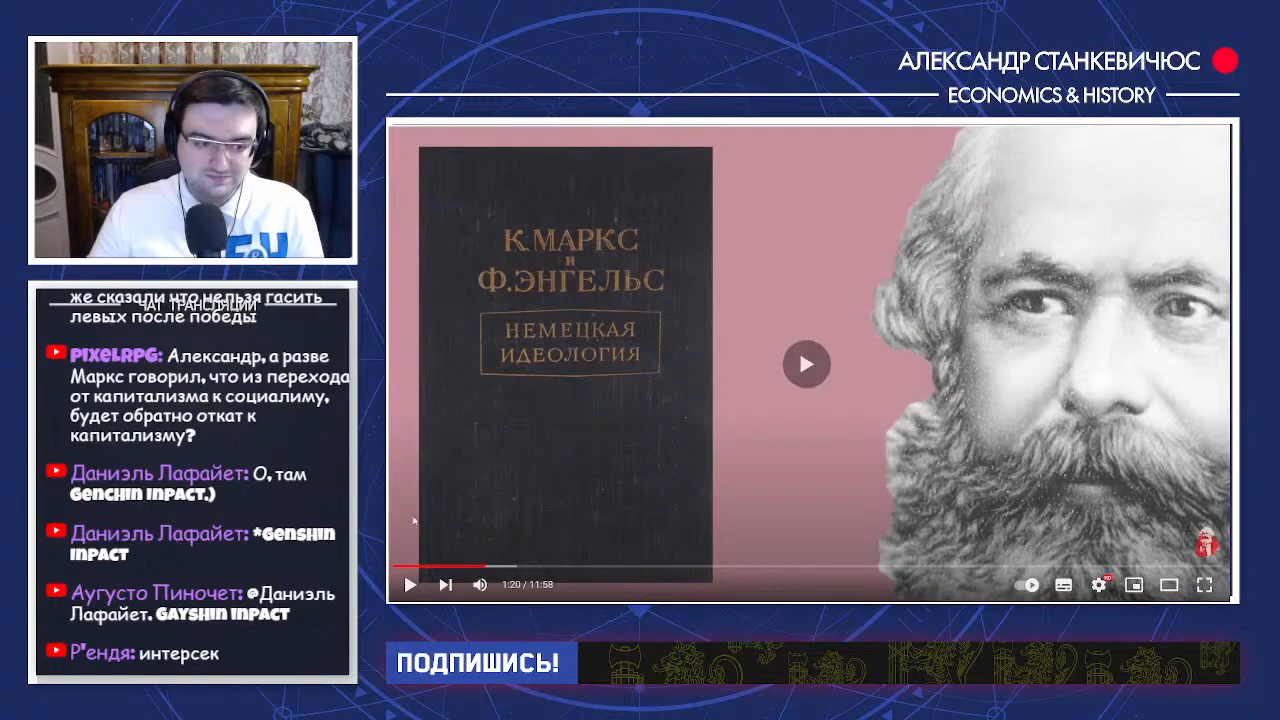 АЛЕКСАНДР СТАНКЕВИЧЮС
ECONOMICS & HISTORY
К. МАРКС
И
Ф. ЭНГЕЛЬС
НЕМЕЦКАЯ
ИДЕОЛОГИЯ
1:20 / 11:58
HD
ПОДПИШИСЬ!
ЧАТ ТРАНСЛЯЦИИ
же сказали что нельзя гасить
левых после победы
PIXELRPG: Александр, а разве
Маркс говорил, что из перехода
от капитализма к социалиму,
будет обратно откат к
капитализму?
Даниэль Лафайет: О, там
Genchin inpact.)
Даниэль Лафайет: *Genshin
inpact
Аугусто Пиночет: @Даниэль
Лафайет. GAYSHIN INPACT
Р'ендя: интерсек